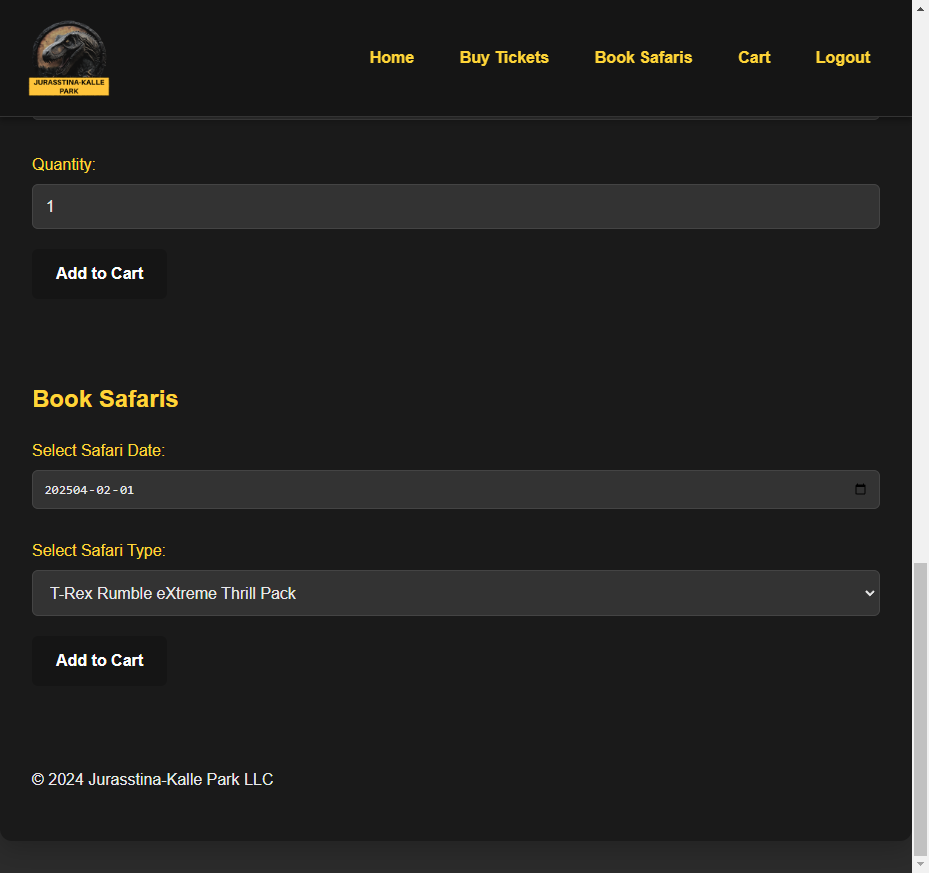 JURASSTINA-KALLE
PARK
Home Buy Tickets Book Safaris Cart Logout
Quantity:
1
Add to Cart
Book Safaris
Select Safari Date:
202504-02-01
Select Safari Type:
T-Rex Rumble eXtreme Thrill Pack
Add to Cart
© 2024 Jurasstina-Kalle Park LLC